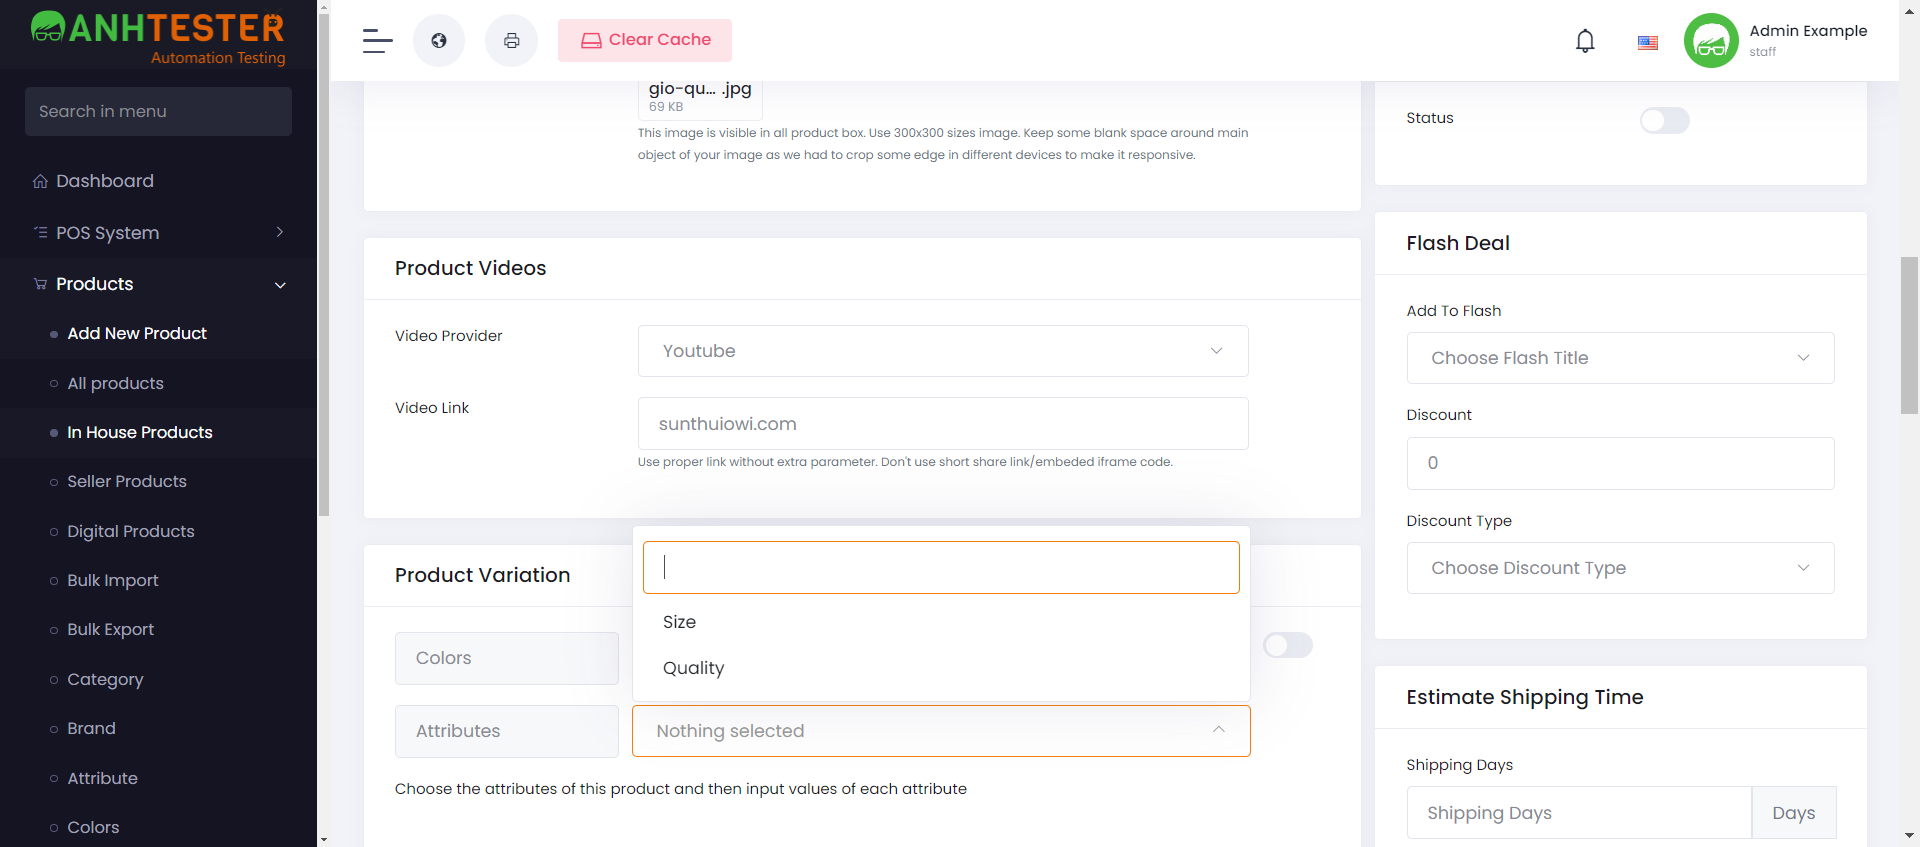 ANHTESTER
Automation Testing
Search in menu
Dashboard
POS System
Products
Add New Product
All products
In House Products
Seller Products
Digital Products
Bulk Import
Bulk Export
Category
Brand
Attribute
Colors
Clear Cache
Admin Example
staff
gio-qu... .jpg
69 KB
This image is visible in all product box. Use 300x300 sizes image. Keep some blank space around main
object of your image as we had to crop some edge in different devices to make it responsive.
Product Videos
Video Provider
Youtube
Video Link
sunthuiowi.com
Use proper link without extra parameter. Don't use short share link/embeded iframe code.
Product Variation
Size
Quality
Colors
Attributes
Nothing selected
Choose the attributes of this product and then input values of each attribute
Status
Flash Deal
Add To Flash
Choose Flash Title
Discount
0
Discount Type
Choose Discount Type
Estimate Shipping Time
Shipping Days
Shipping Days
Days